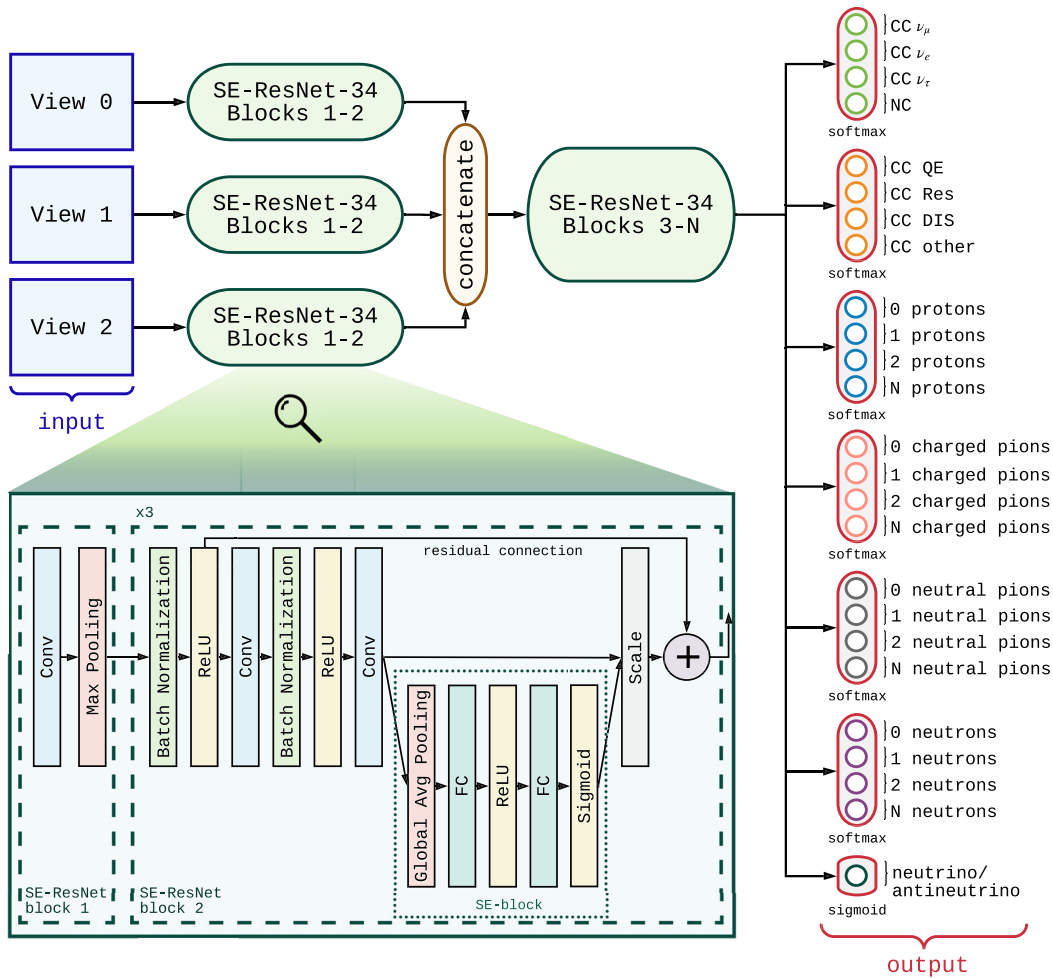 View 0
SE-ResNet-34
Blocks 1-2
View 1
SE-ResNet-34
Blocks 1-2
View 2
SE-ResNet-34
Blocks 1-2
input
concatenate
SE-ResNet-34
Blocks 3-N
CC νμ
CC νe
CC ντ
NC
softmax
CC QE
CC Res
CC DIS
CC other
softmax
0 protons
1 protons
2 protons
N protons
softmax
0 charged pions
1 charged pions
2 charged pions
N charged pions
softmax
0 neutral pions
1 neutral pions
2 neutral pions
N neutral pions
softmax
0 neutrons
1 neutrons
2 neutrons
N neutrons
softmax
neutrino/
antineutrino
sigmoid
output
x3
residual connection
Conv
Max Pooling
Batch Normalization
ReLU
Conv
Batch Normalization
ReLU
Conv
Global Avg Pooling
FC
ReLU
FC
Sigmoid
Scale
+
SE-ResNet
block 1
SE-ResNet
block 2
SE-block